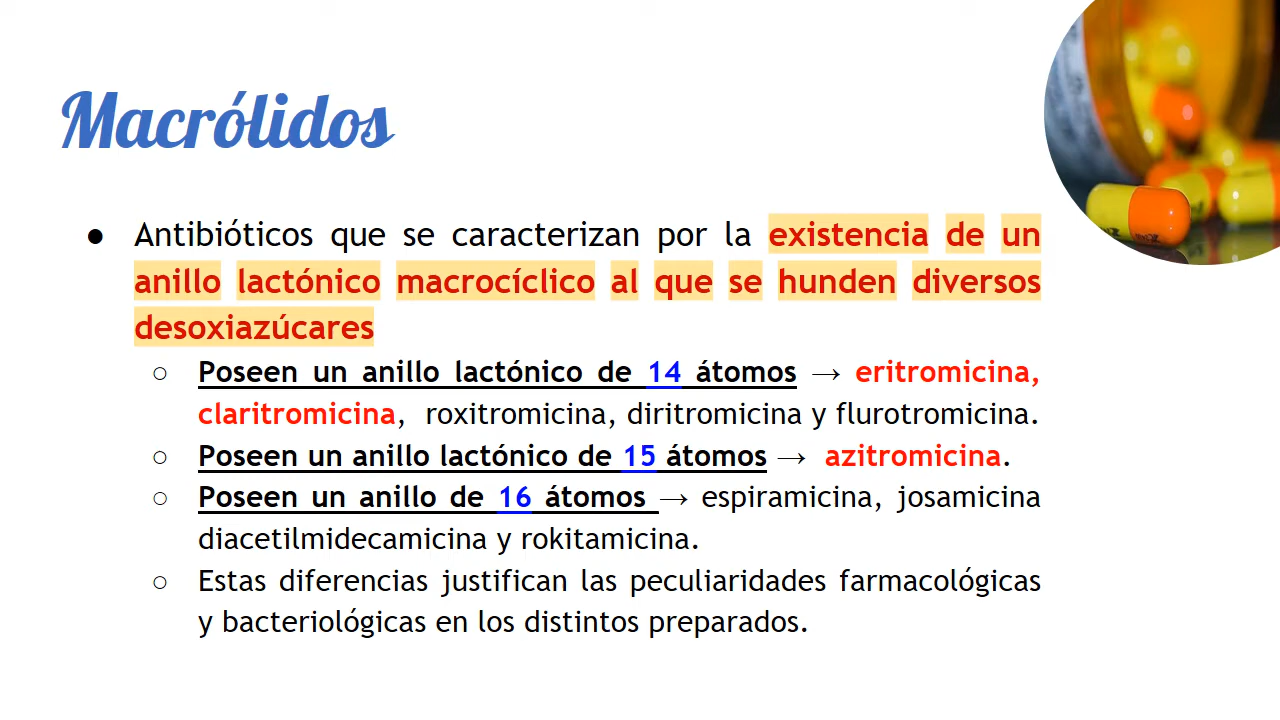 Macrólidos
● Antibióticos que se caracterizan por la existencia de un
anillo lactónico macrocíclico al que se hunden diversos
desoxiazúcares
○ Poseen un anillo lactónico de 14 átomos → eritromicina,
claritromicina, roxitromicina, diritromicina y flurotromicina.
○ Poseen un anillo lactónico de 15 átomos → azitromicina.
○ Poseen un anillo de 16 átomos → espiramicina, josamicina
diacetilmidecamicina y rokitamicina.
○ Estas diferencias justifican las peculiaridades farmacológicas
y bacteriológicas en los distintos preparados.